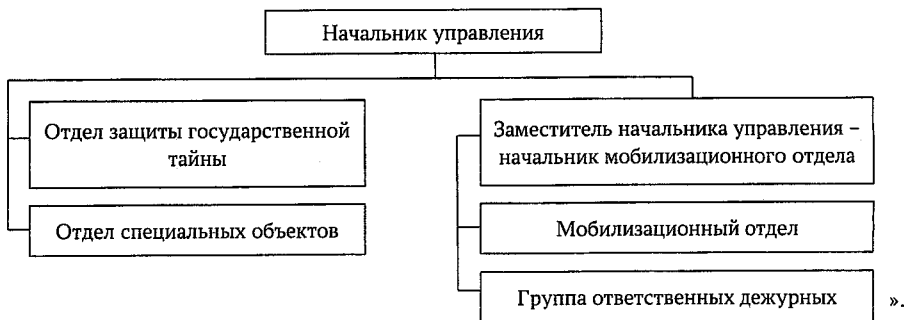 Начальник управления
Отдел защиты государственной
тайны
Отдел специальных объектов
Заместитель начальника управления –
начальник мобилизационного отдела
Мобилизационный отдел
Группа ответственных дежурных
».